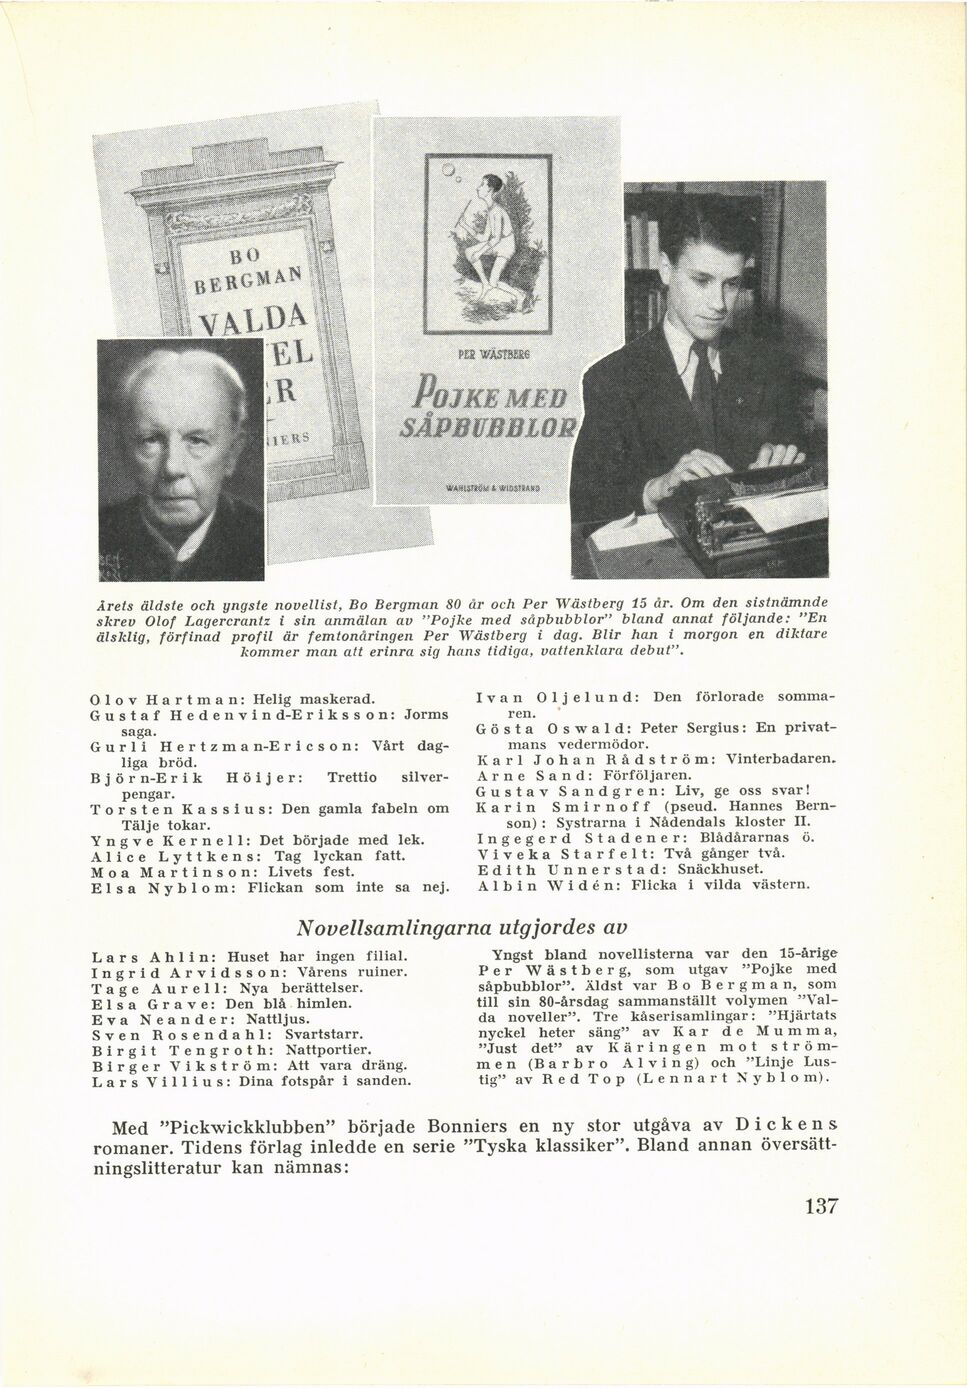 BO
BERGMAN
VALDA
EL
ER
NIERS
PER WÄSTBERG
POJKE MED
SÅPBUBBLOR
WAHLSTRÖM & WIDSTRAND
Årets äldste och yngste novellist, Bo Bergman 80 år och Per Wästberg 15 år. Om den sistnämnde
skrev Olof Lagercrantz i sin anmälan av ”Pojke med såpbubblor” bland annat följande: ”En
älsklig, förfinad profil är femtonåringen Per Wästberg i dag. Blir han i morgon en diktare
kommer man att erinra sig hans tidiga, vattenklara debut”.
Olov Hartman: Helig maskerad.
Gustaf Hedenvind-Eriksson: Jorms
saga.
Gurli Hertzman-Ericson: Vårt dag-
liga bröd.
Björn-Erik Höijer: Trettio silver-
pengar.
Torsten Kassius: Den gamla fabeln om
Tälje tokar.
Yngve Kernell: Det började med lek.
Alice Lyttkens: Tag lyckan fatt.
Moa Martinson: Livets fest.
Elsa Nyblom: Flickan som inte sa nej.
Ivan Oljelund: Den förlorade somma-
ren.
Gösta Oswald: Peter Sergius: En privat-
mans vedermödor.
Karl Johan Rådström: Vinterbadaren.
Arne Sand: Förföljaren.
Gustav Sandgren: Liv, ge oss svar!
Karin Smirnoff (pseud. Hannes Bern-
son): Systrarna i Nådendals kloster II.
Ingegerd Stadener: Blådårarnas ö.
Viveka Starfelt: Två gånger två.
Edith Unnerstad: Snäckhuset.
Albin Widén: Flicka i vilda västern.
Novellsamlingarna utgjordes av
Lars Ahlin: Huset har ingen filial.
Ingrid Arvidsson: Vårens ruiner.
Tage Aurell: Nya berättelser.
Elsa Grave: Den blå himlen.
Eva Neander: Nattljus.
Sven Rosendahl: Svartstarr.
Birgit Tengroth: Nattportier.
Birger Vikström: Att vara dräng.
Lars Villius: Dina fotspår i sanden.
Yngst bland novellisterna var den 15-årige
Per Wästberg, som utgav ”Pojke med
såpbubblor”. Äldst var Bo Bergman, som
till sin 80-årsdag sammanställt volymen ”Val-
da noveller”. Tre kåserisamlingar: ”Hjärtats
nyckel heter säng” av Kar de Mumma,
”Just det” av Käringen mot ström-
men (Barbro Alving) och ”Linje Lus-
tig” av Red Top (Lennart Nyblom).
Med ”Pickwickklubben” började Bonniers en ny stor utgåva av Dickens
romaner. Tidens förlag inledde en serie ”Tyska klassiker”. Bland annan översätt-
ningslitteratur kan nämnas:
137